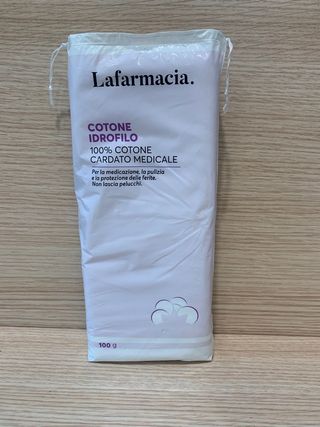 Lafarmacia.
COTONE
IDROFILO
100% COTONE
CARDATO MEDICALE
Per la medicazione, la pulizia
e la protezione delle ferite.
Non lascia pelucchi.
100 g